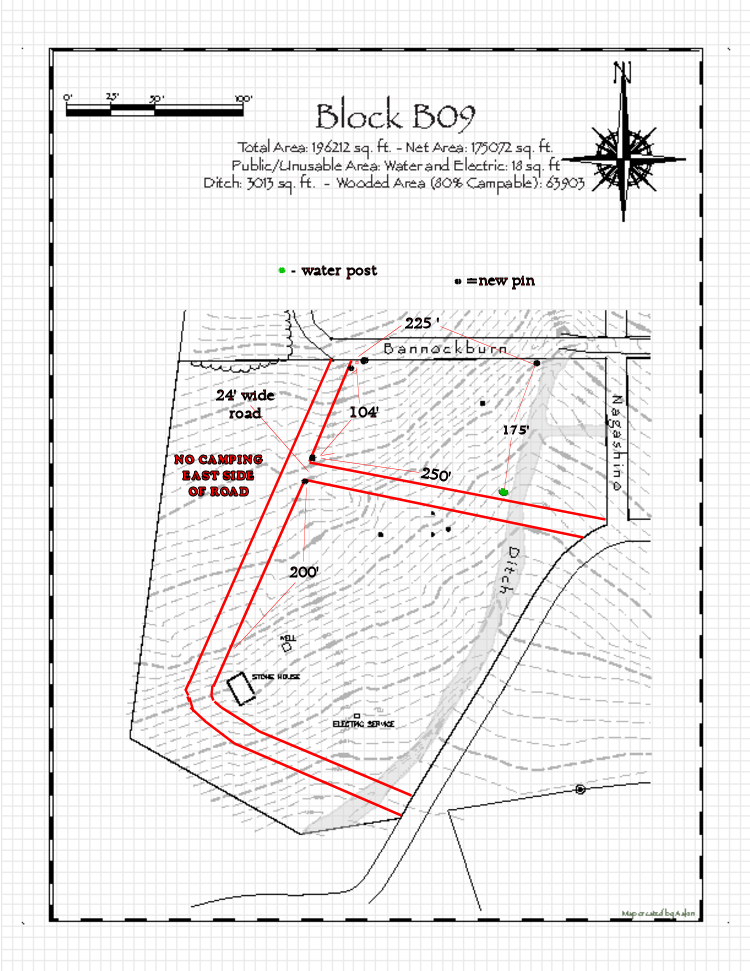 N
0' 25' 50' 100'
Block B09
Total Area: 196212 sq. ft. - Net Area: 175072 sq. ft.
Public/Unusable Area: Water and Electric: 18 sq. ft
Ditch: 3013 sq. ft. - Wooded Area (80% Campable): 63903
- water post
=new pin
225 '
Bannockburn
24' wide
road
104'
Nagashino
175'
NO CAMPING
EAST SIDE
OF ROAD
250'
Ditch
200'
WELL
STONE HOUSE
ELECTRIC SERVICE
Map created by Aakin